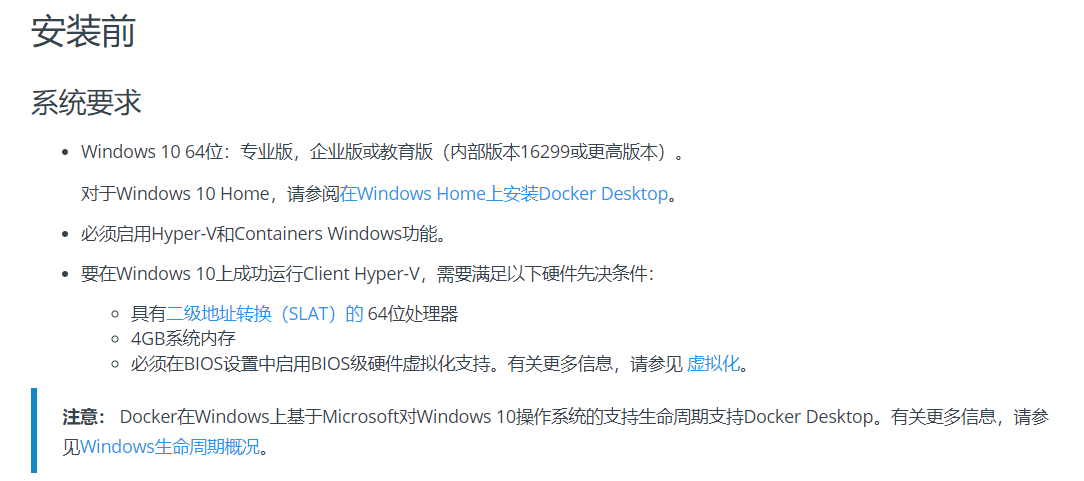 安装前
系统要求
Windows 10 64位：专业版，企业版或教育版（内部版本16299或更高版本）。
对于Windows 10 Home，请参阅在Windows Home上安装Docker Desktop。
必须启用Hyper-V和Containers Windows功能。
要在Windows 10上成功运行Client Hyper-V，需要满足以下硬件先决条件：
具有二级地址转换（SLAT）的 64位处理器
4GB系统内存
必须在BIOS设置中启用BIOS级硬件虚拟化支持。有关更多信息，请参见 虚拟化。
注意： Docker在Windows上基于Microsoft对Windows 10操作系统的支持生命周期支持Docker Desktop。有关更多信息，请参
见Windows生命周期概况。